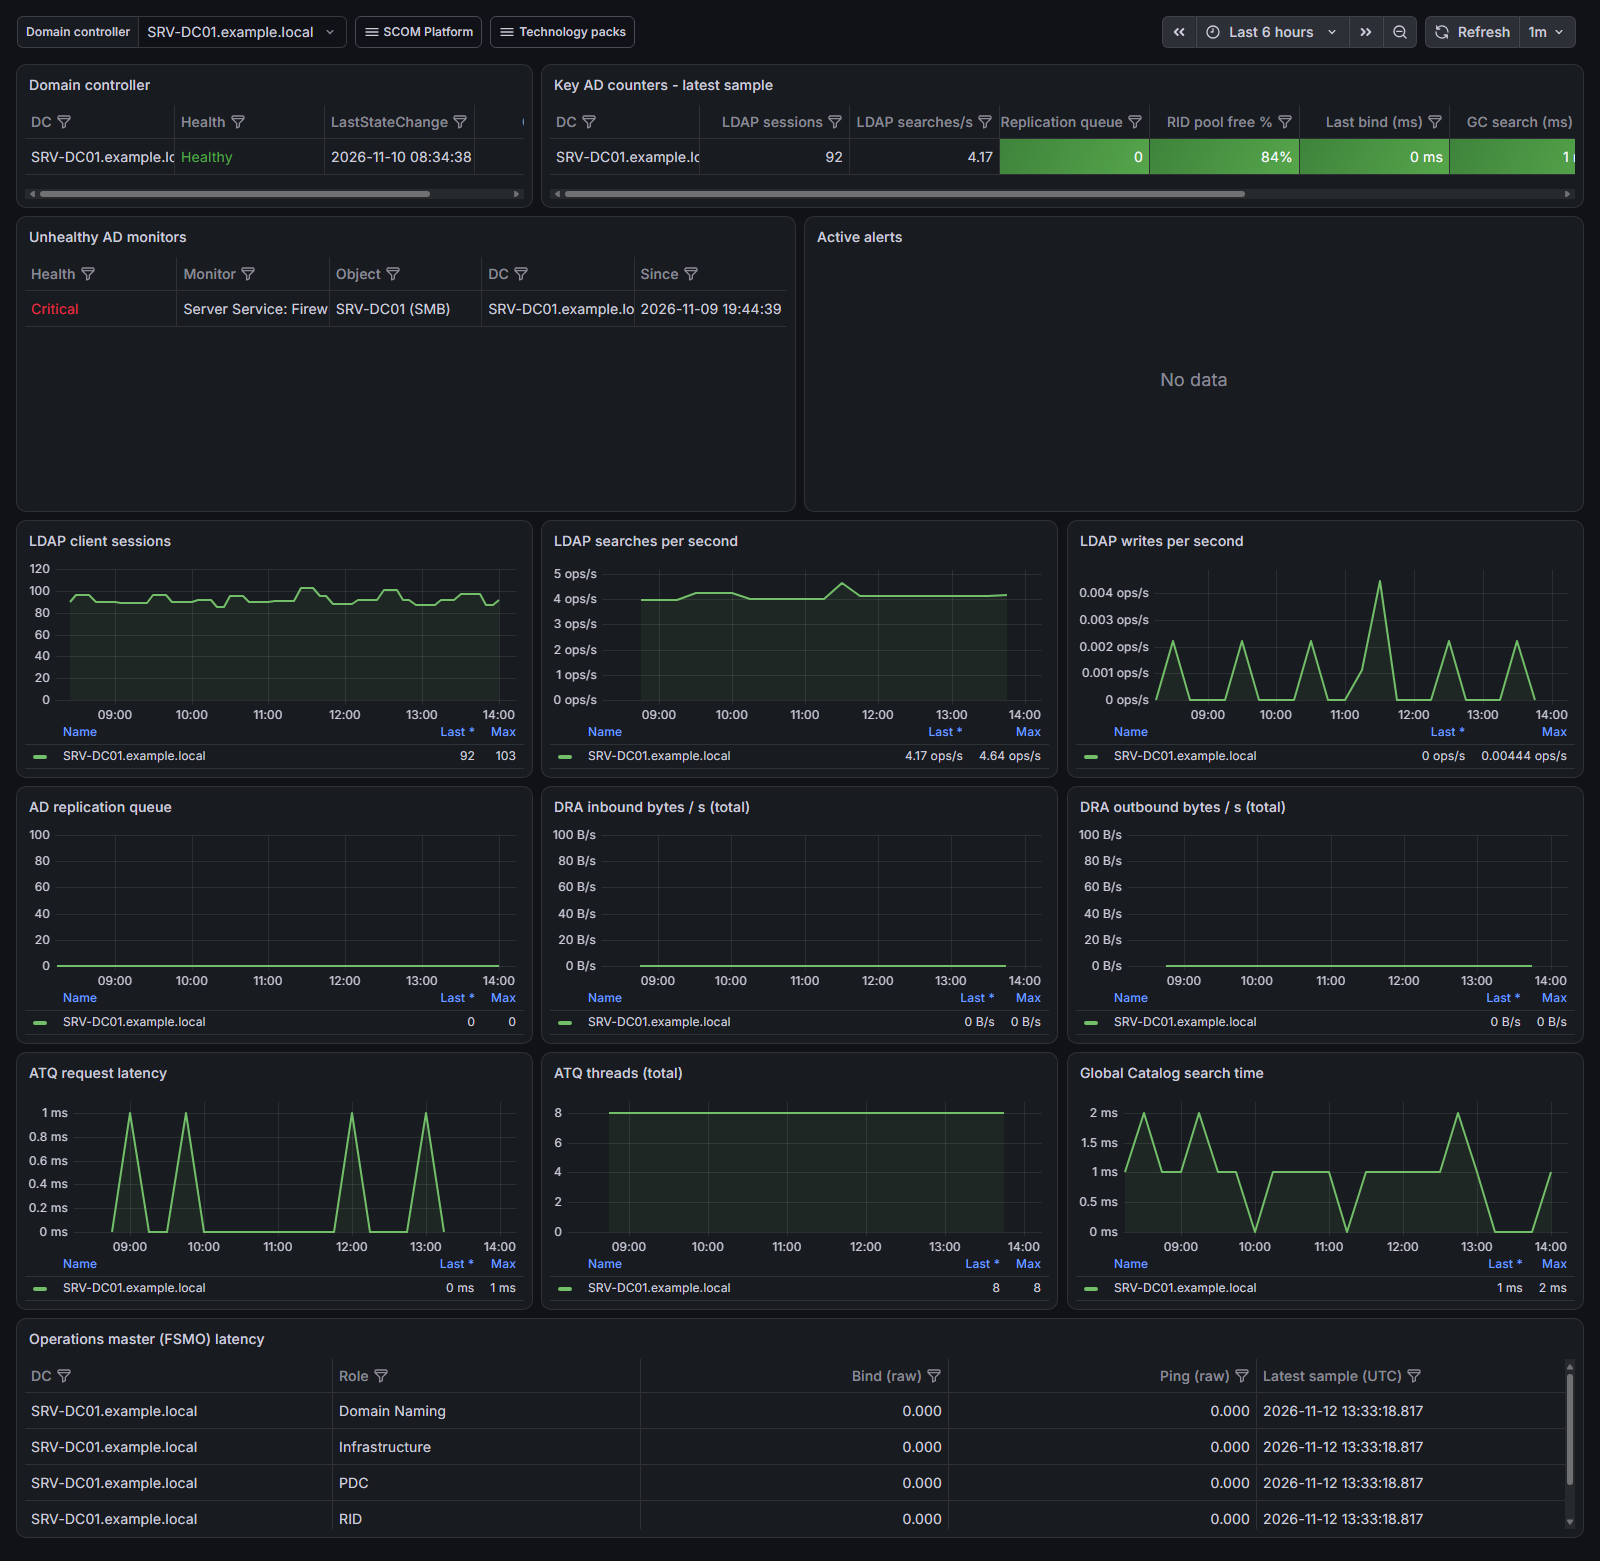 Domain controller SRV-DC01.example.local SCOM Platform Technology packs Last 6 hours Refresh 1m
Domain controller
DC Health LastStateChange
SRV-DC01.example.lo Healthy 2026-11-10 08:34:38
Key AD counters - latest sample
DC LDAP sessions LDAP searches/s Replication queue RID pool free % Last bind (ms) GC search (ms)
SRV-DC01.example.lo 92 4.17 0 84% 0 ms 1
Unhealthy AD monitors
Health Monitor Object DC Since
Critical Server Service: Firew SRV-DC01 (SMB) SRV-DC01.example.lo 2026-11-09 19:44:39
Active alerts
No data
LDAP client sessions
120
100
80
60
40
20
0
09:00 10:00 11:00 12:00 13:00 14:00
Name Last * Max
SRV-DC01.example.local 92 103
LDAP searches per second
5 ops/s
4 ops/s
3 ops/s
2 ops/s
1 ops/s
0 ops/s
09:00 10:00 11:00 12:00 13:00 14:00
Name Last * Max
SRV-DC01.example.local 4.17 ops/s 4.64 ops/s
LDAP writes per second
0.004 ops/s
0.003 ops/s
0.002 ops/s
0.001 ops/s
0 ops/s
09:00 10:00 11:00 12:00 13:00 14:00
Name Last * Max
SRV-DC01.example.local 0 ops/s 0.00444 ops/s
AD replication queue
100
80
60
40
20
0
09:00 10:00 11:00 12:00 13:00 14:00
Name Last * Max
SRV-DC01.example.local 0 0
DRA inbound bytes / s (total)
100 B/s
80 B/s
60 B/s
40 B/s
20 B/s
0 B/s
09:00 10:00 11:00 12:00 13:00 14:00
Name Last * Max
SRV-DC01.example.local 0 B/s 0 B/s
DRA outbound bytes / s (total)
100 B/s
80 B/s
60 B/s
40 B/s
20 B/s
0 B/s
09:00 10:00 11:00 12:00 13:00 14:00
Name Last * Max
SRV-DC01.example.local 0 B/s 0 B/s
ATQ request latency
1 ms
0.8 ms
0.6 ms
0.4 ms
0.2 ms
0 ms
09:00 10:00 11:00 12:00 13:00 14:00
Name Last * Max
SRV-DC01.example.local 0 ms 1 ms
ATQ threads (total)
8
6
4
2
0
09:00 10:00 11:00 12:00 13:00 14:00
Name Last * Max
SRV-DC01.example.local 8 8
Global Catalog search time
2 ms
1.5 ms
1 ms
0.5 ms
0 ms
09:00 10:00 11:00 12:00 13:00 14:00
Name Last * Max
SRV-DC01.example.local 1 ms 2 ms
Operations master (FSMO) latency
DC Role Bind (raw) Ping (raw) Latest sample (UTC)
SRV-DC01.example.local Domain Naming 0.000 0.000 2026-11-12 13:33:18.817
SRV-DC01.example.local Infrastructure 0.000 0.000 2026-11-12 13:33:18.817
SRV-DC01.example.local PDC 0.000 0.000 2026-11-12 13:33:18.817
SRV-DC01.example.local RID 0.000 0.000 2026-11-12 13:33:18.817